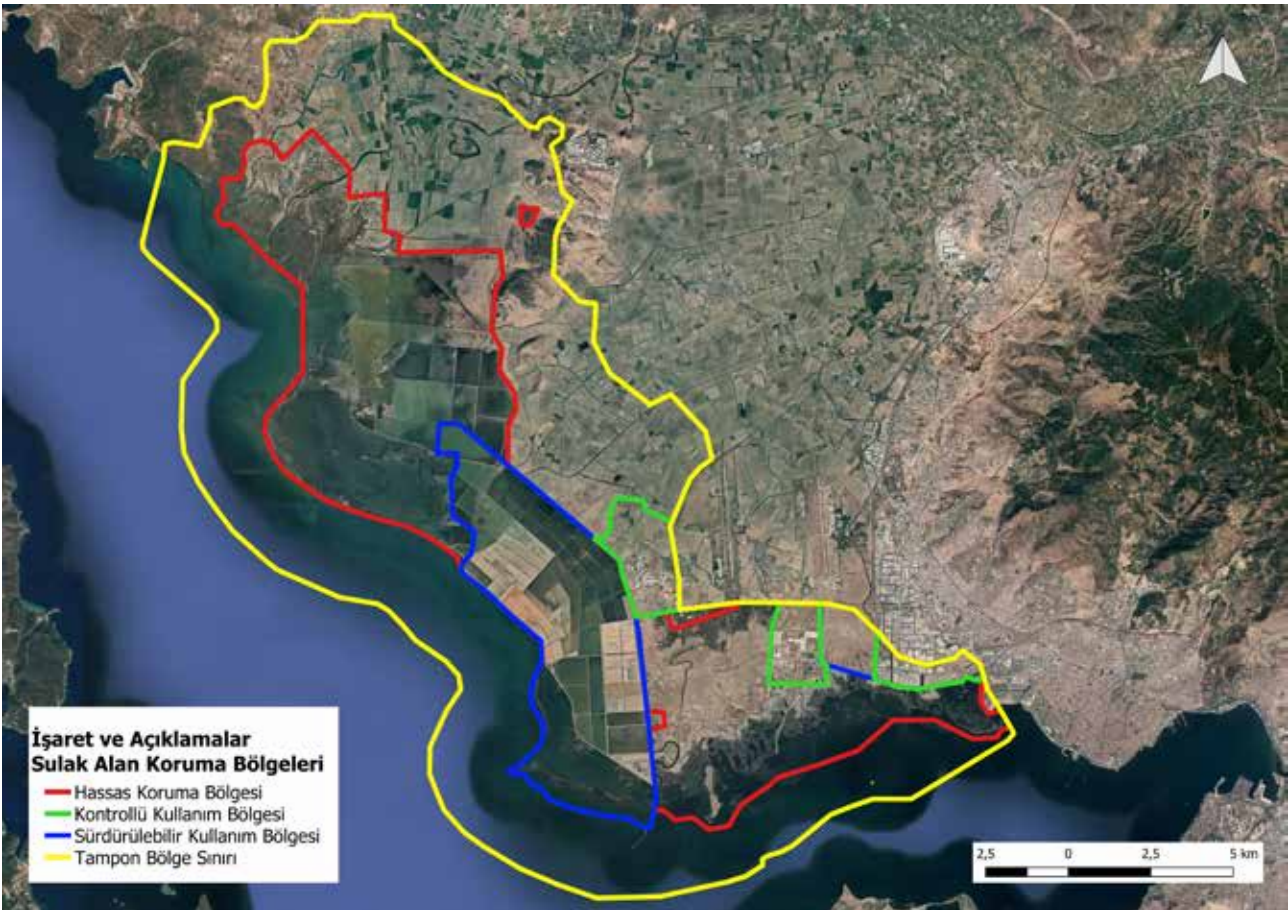 İşaret ve Açıklamalar
Sulak Alan Koruma Bölgeleri
Hassas Koruma Bölgesi
Kontrollü Kullanım Bölgesi
Sürdürülebilir Kullanım Bölgesi
Tampon Bölge Sınırı
2,5 0 2,5 5 km